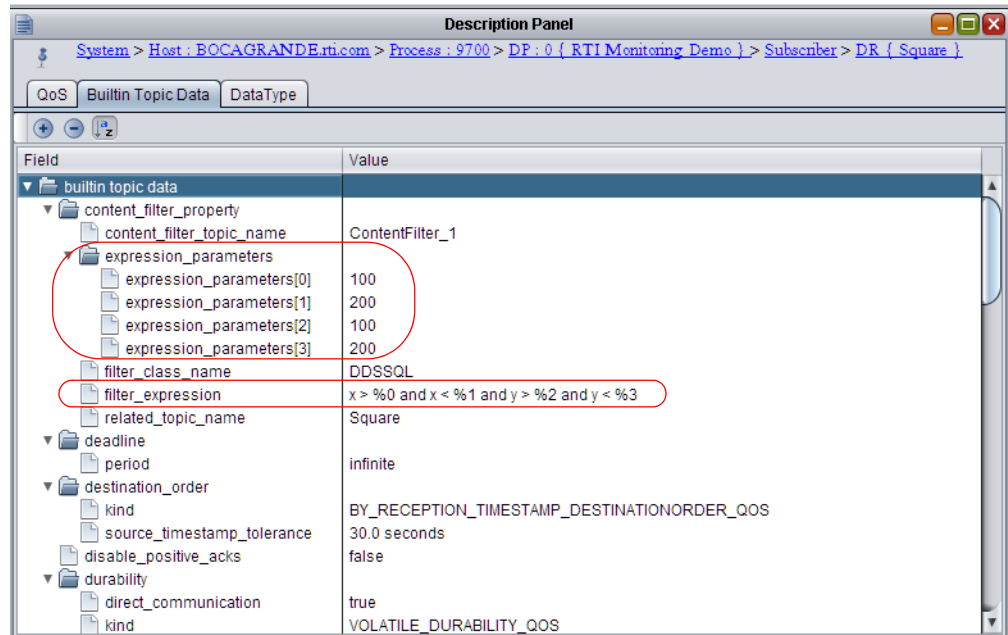 Description Panel
System > Host : BOCAGRANDE.rti.com > Process : 9700 > DP : 0 { RTI Monitoring Demo } > Subscriber > DR { Square }
QoS Builtin Topic Data DataType
a z
Field Value
builtin topic data
content_filter_property
content_filter_topic_name ContentFilter_1
expression_parameters
expression_parameters[0] 100
expression_parameters[1] 200
expression_parameters[2] 100
expression_parameters[3] 200
filter_class_name DDSSQL
filter_expression x > %0 and x < %1 and y > %2 and y < %3
related_topic_name Square
deadline
period infinite
destination_order
kind BY_RECEPTION_TIMESTAMP_DESTINATIONORDER_QOS
source_timestamp_tolerance 30.0 seconds
disable_positive_acks false
durability
direct_communication true
kind VOLATILE_DURABILITY_QOS